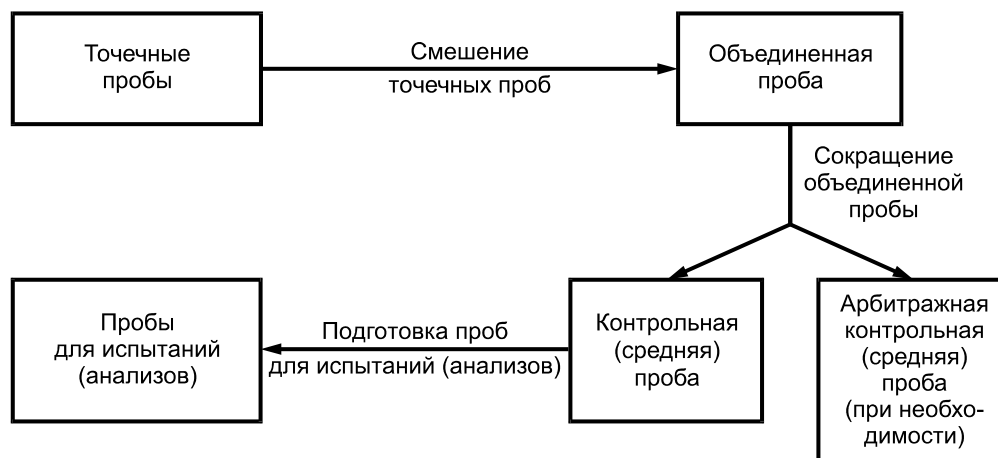 Точечные
пробы
Смешение
точечных проб
Объединенная
проба
Сокращение
объединенной
пробы
Пробы
для испытаний
(анализов)
Подготовка проб
для испытаний (анализов)
Контрольная
(средняя)
проба
Арбитражная
контрольная
(средняя)
проба
(при необхо-
димости)